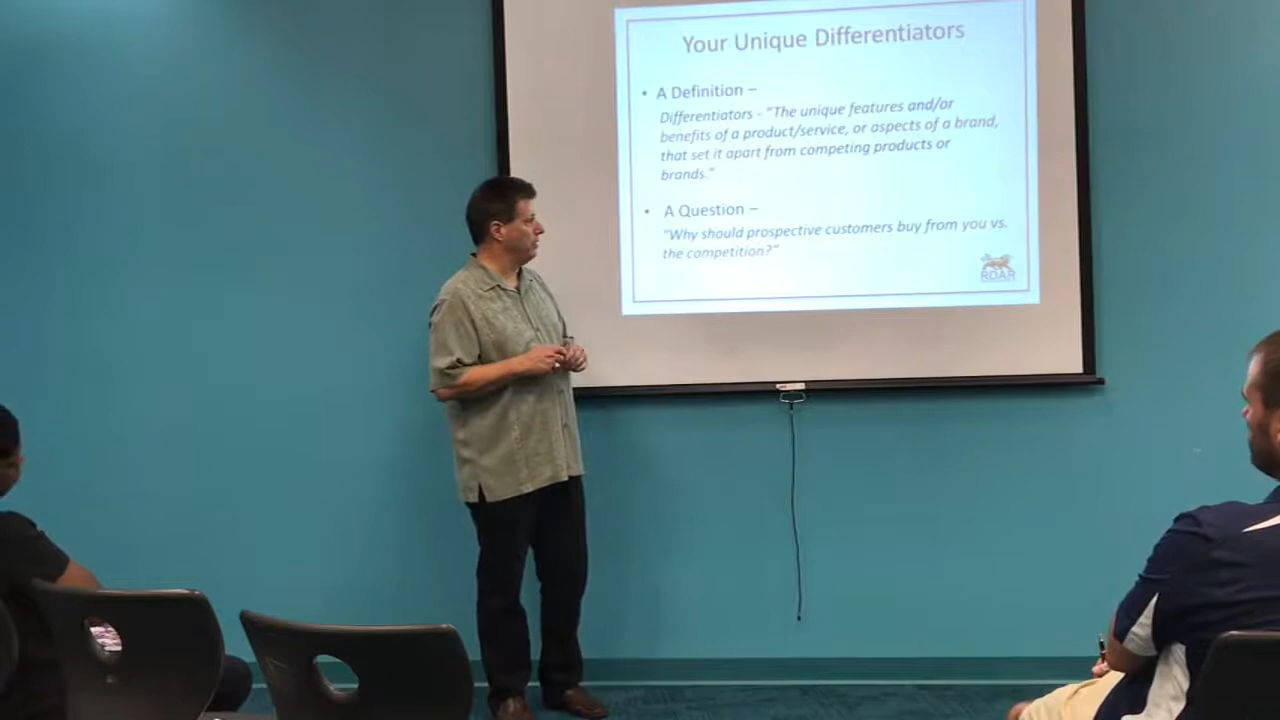 Your Unique Differentiators
• A Definition –
Differentiators - "The unique features and/or
benefits of a product/service, or aspects of a brand,
that set it apart from competing products or
brands."
• A Question –
"Why should prospective customers buy from you vs.
the competition?"
ROAR